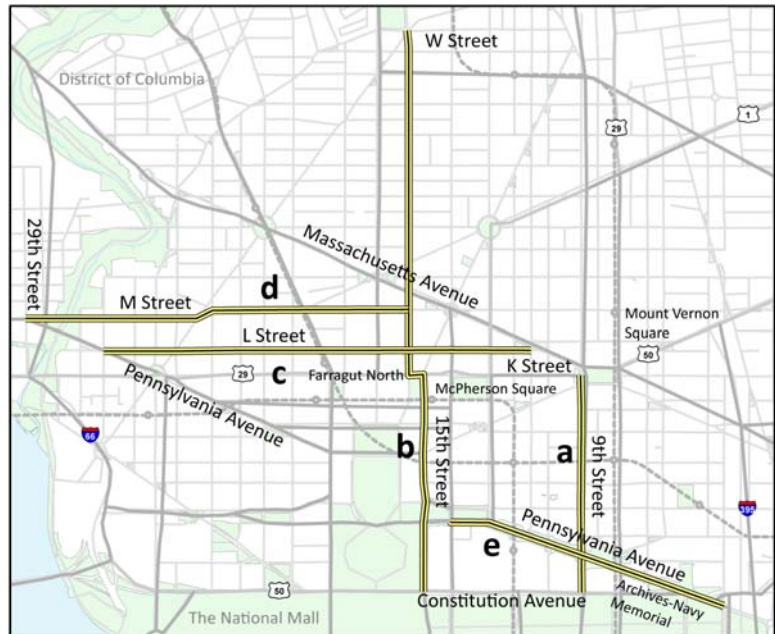 W Street
District of Columbia
29
1
29th Street
Massachusetts Avenue
d
M Street
Mount Vernon
Square
L Street
50
K Street
29
c
Farragut North
McPherson Square
Pennsylvania Avenue
66
b
15th Street
a
9th Street
395
Pennsylvania Avenue
e
Archives-Navy
Memorial
50
Constitution Avenue
The National Mall